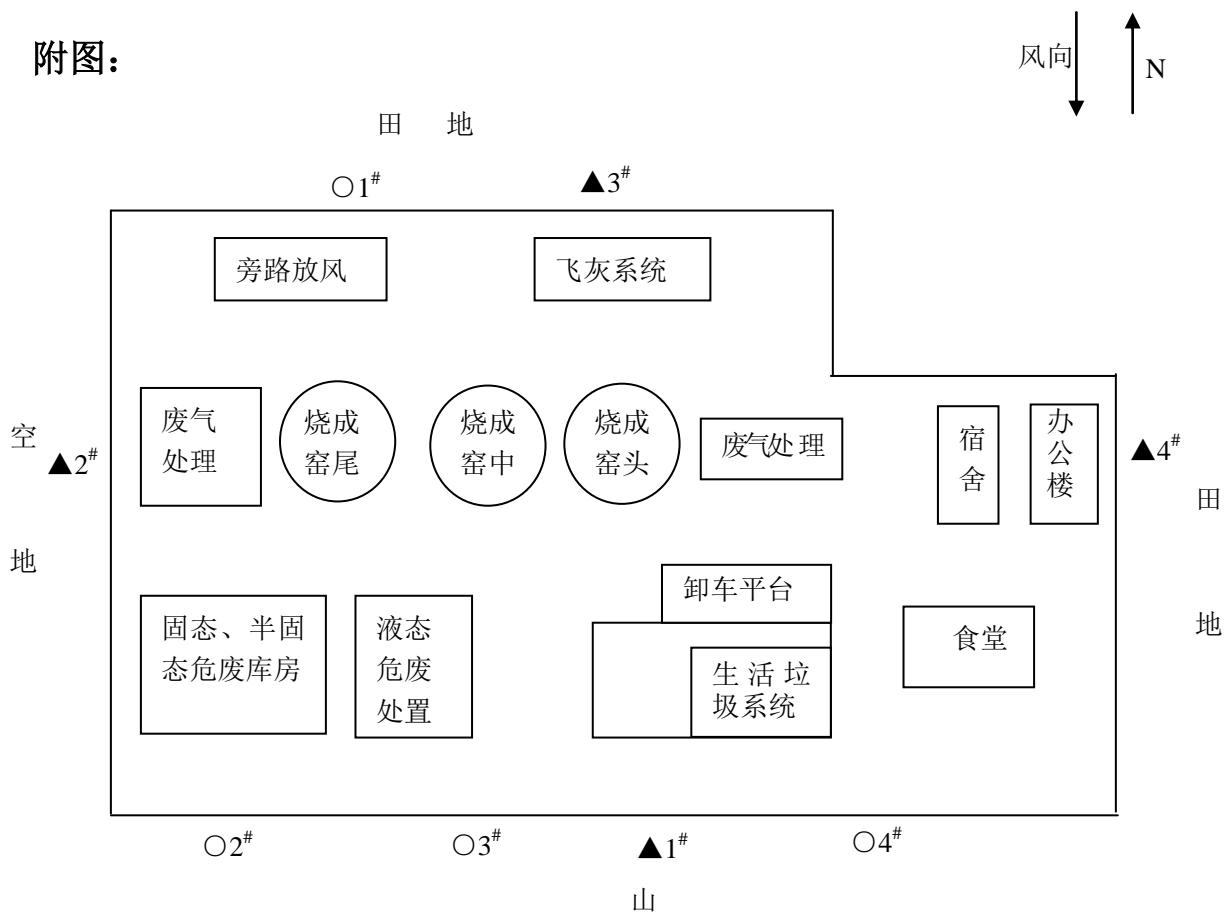 附图：
风向
N
田 地
○1#
▲3#
旁路放风
飞灰系统
废气
处理
烧成
窑尾
烧成
窑中
烧成
窑头
废气处理
宿
舍
办
公
楼
空
▲2#
地
▲4#
田
地
固态、半固
态危废库房
液态
危废
处置
卸车平台
生活垃
圾系统
食堂
○2#
○3#
▲1#
○4#
山